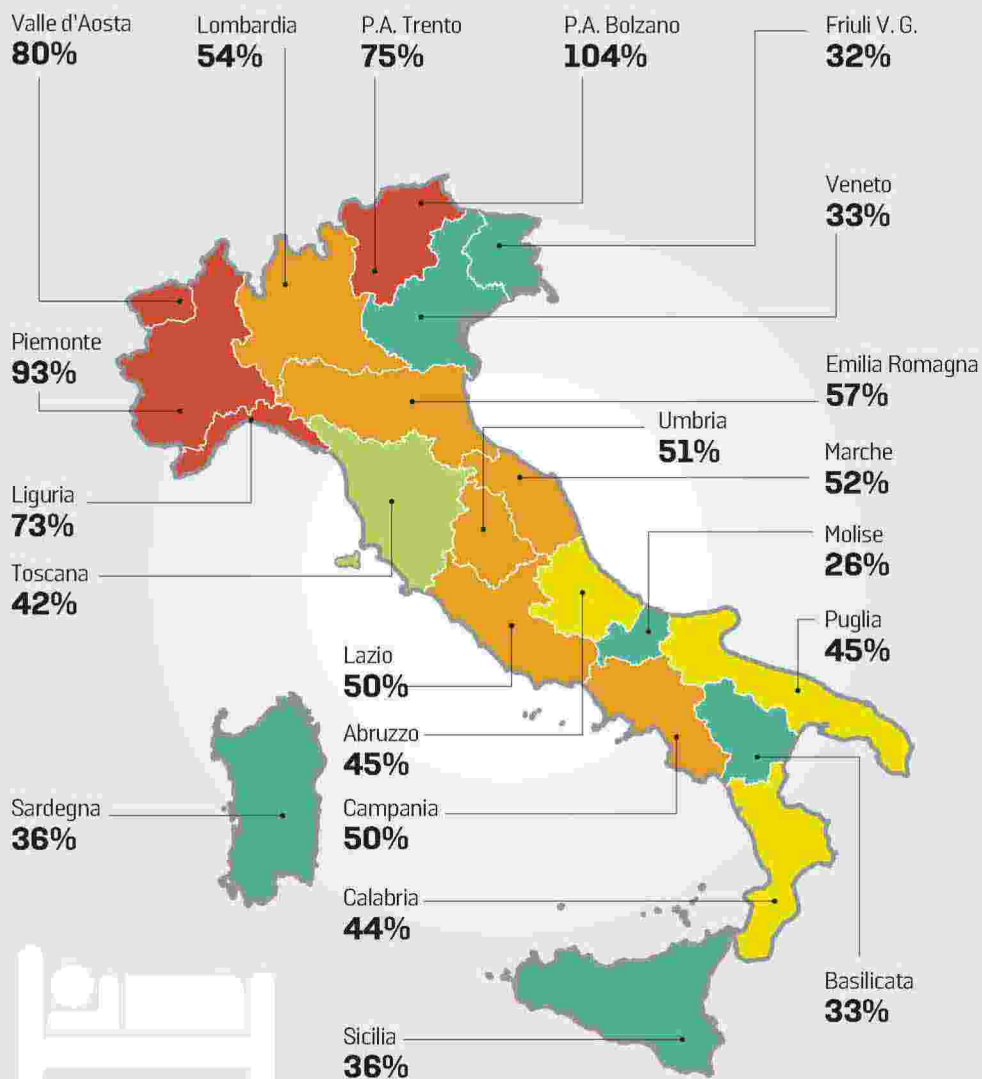 Valle d'Aosta
80%
Lombardia
54%
P.A. Trento
75%
P.A. Bolzano
104%
Friuli V. G.
32%
Veneto
33%
Piemonte
93%
Emilia Romagna
57%
Umbria
51%
Marche
52%
Liguria
73%
Molise
26%
Toscana
42%
Puglia
45%
Lazio
50%
Abruzzo
45%
Sardegna
36%
Campania
50%
Calabria
44%
Basilicata
33%
Sicilia
36%